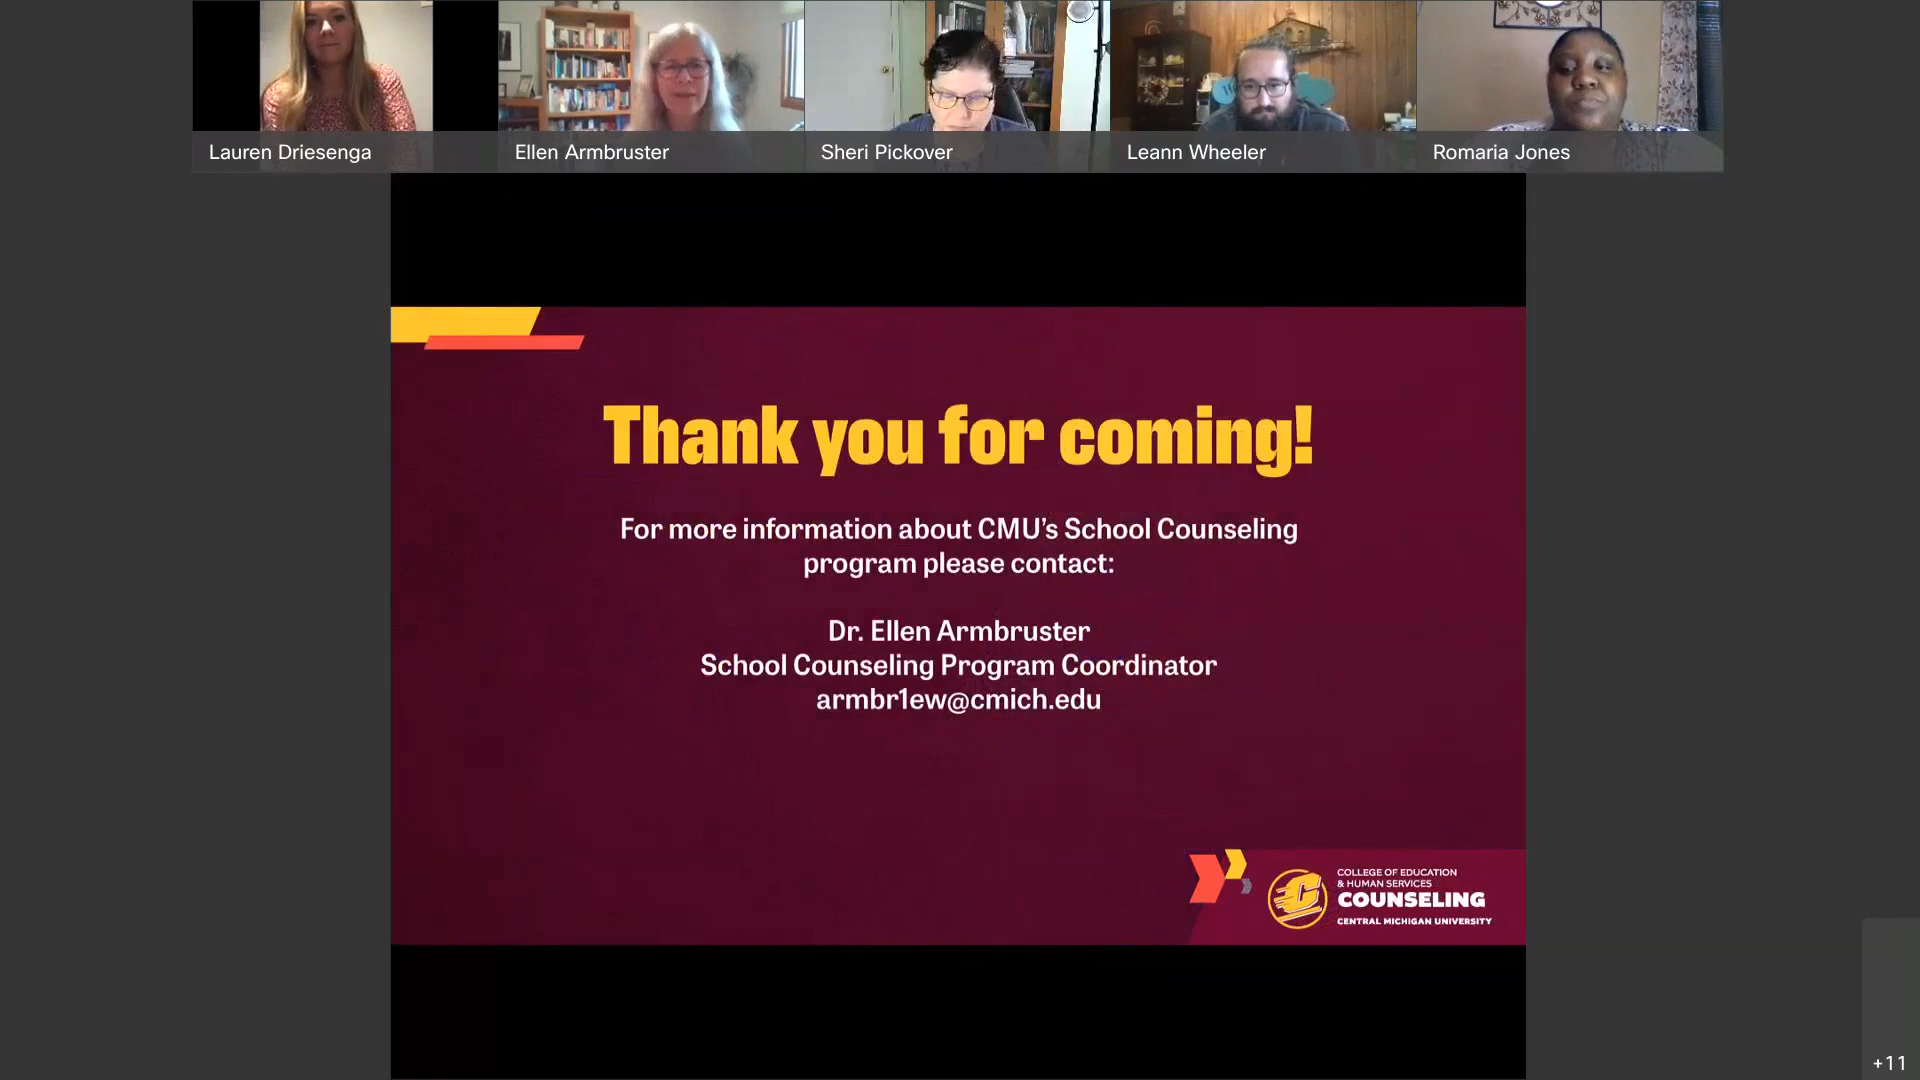 Lauren Driesenga
Ellen Armbruster
Sheri Pickover
Leann Wheeler
Romaria Jones
Thank you for coming!
For more information about CMU’s School Counseling
program please contact:
Dr. Ellen Armbruster
School Counseling Program Coordinator
armbr1ew@cmich.edu
C
COLLEGE OF EDUCATION
& HUMAN SERVICES
COUNSELING
CENTRAL MICHIGAN UNIVERSITY
+11